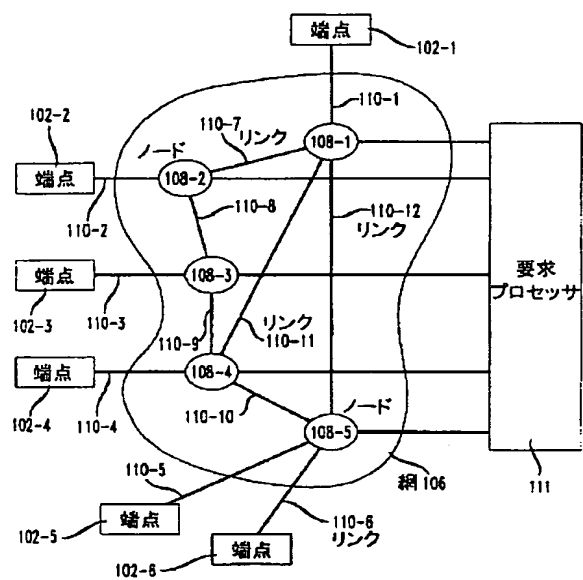 端点
102-1
110-1
102-2
端点
110-2
ノード
108-2
110-7
リンク
108-1
110-8
110-12
リンク
要求
プロセッサ
端点
102-3
110-3
108-3
110-9
リンク
110-11
端点
102-4
110-4
108-4
110-10
ノード
108-5
網106
111
110-5
端点
102-5
110-6
リンク
端点
102-6